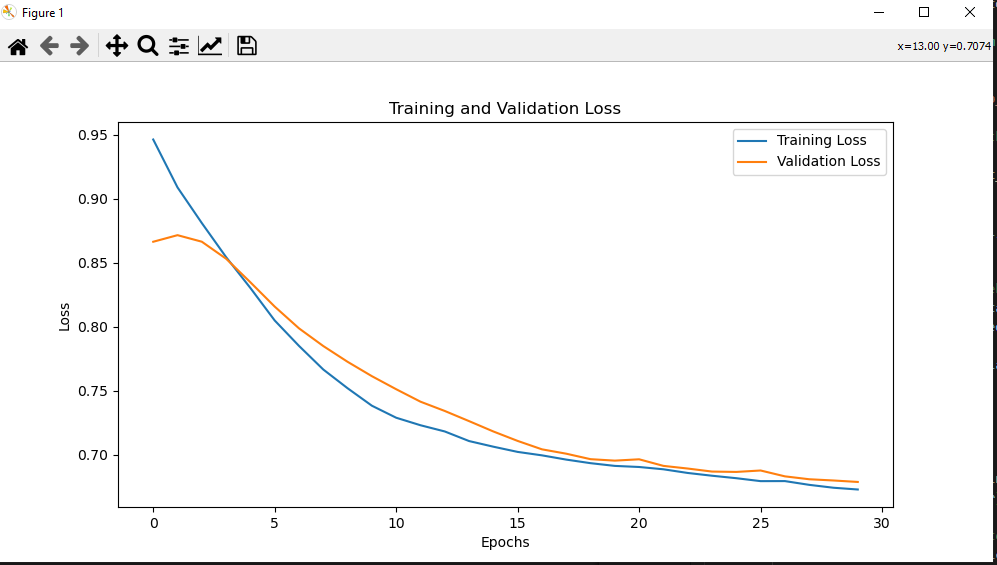 Figure 1
x=13.00 y=0.7074
Training and Validation Loss
Training Loss
Validation Loss
0.95
0.90
0.85
0.80
0.75
0.70
Loss
0 5 10 15 20 25 30
Epochs